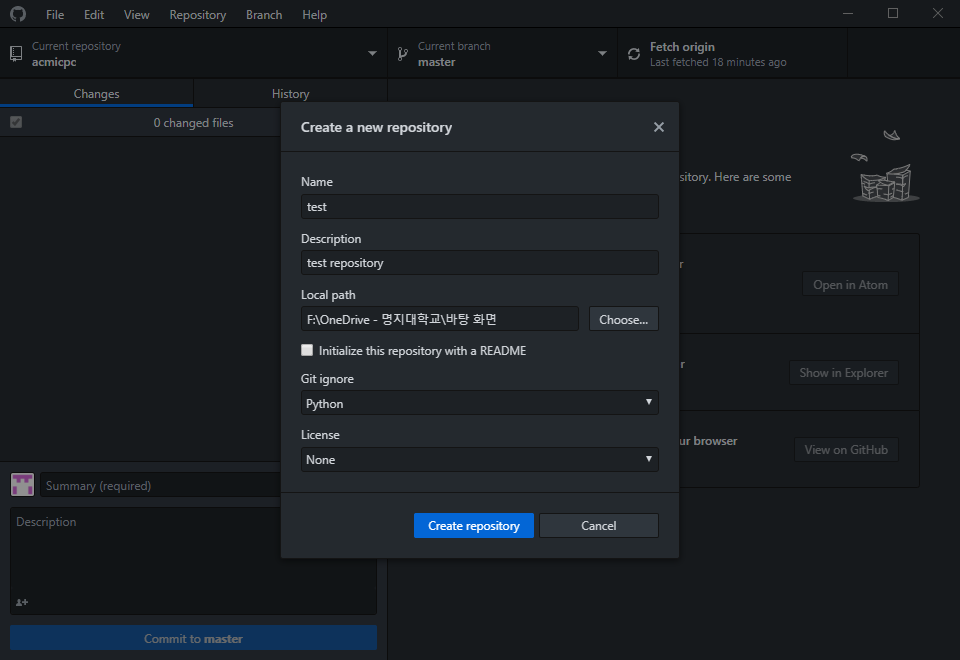 File Edit View Repository Branch Help
Current repository
acmicpc
Current branch
master
Fetch origin
Last fetched 18 minutes ago
Changes
History
0 changed files
Create a new repository
Name
test
Description
test repository
Local path
F:\OneDrive - 명지대학교\바탕 화면
Choose...
Initialize this repository with a README
Git ignore
Python
License
None
Create repository
Cancel
sitory. Here are some
r
Open in Atom
r
Show in Explorer
ur browser
View on GitHub
Summary (required)
Description
Commit to master